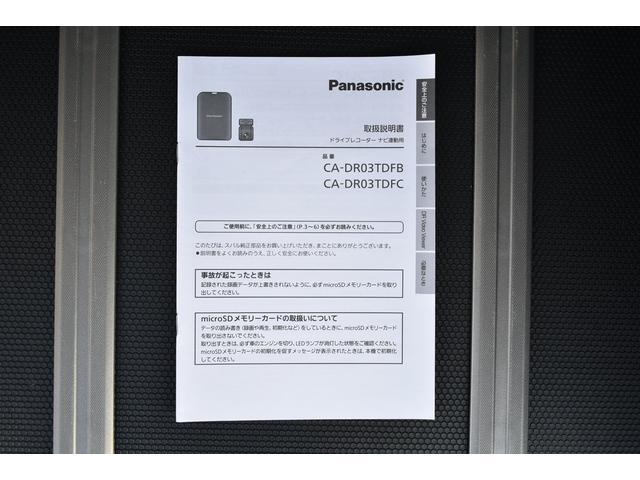 Panasonic
取扱説明書
ドライブレコーダー ナビ連動用
品番
CA-DR03TDFB
CA-DR03TDFC
ご使用前に、「安全上のご注意」(P.3~6)を必ずお読みください。
このたびは、スバル純正品をお買い上げいただき、まことにありがとうございます。
●説明書をよくお読みのうえ、正しく安全にお使いください。
事故が起こったときは
記録された録画データが上書きされないように、必ずmicroSDメモリーカードを取り
出してください。
microSDメモリーカードの取扱いについて
データの読み書き(録画や再生、初期化など)をしているときに、microSDメモリーカード
を取り出さないでください。
取り出すときは、必ず車のエンジンを切り、LEDランプが消灯した状態をご確認ください。
microSDメモリーカードの初期化を促すメッセージが表示されたときは、本機で初期化
してください。
安全上のご注意
はじめに
使いかた
DR Video Viewer
必要なとき